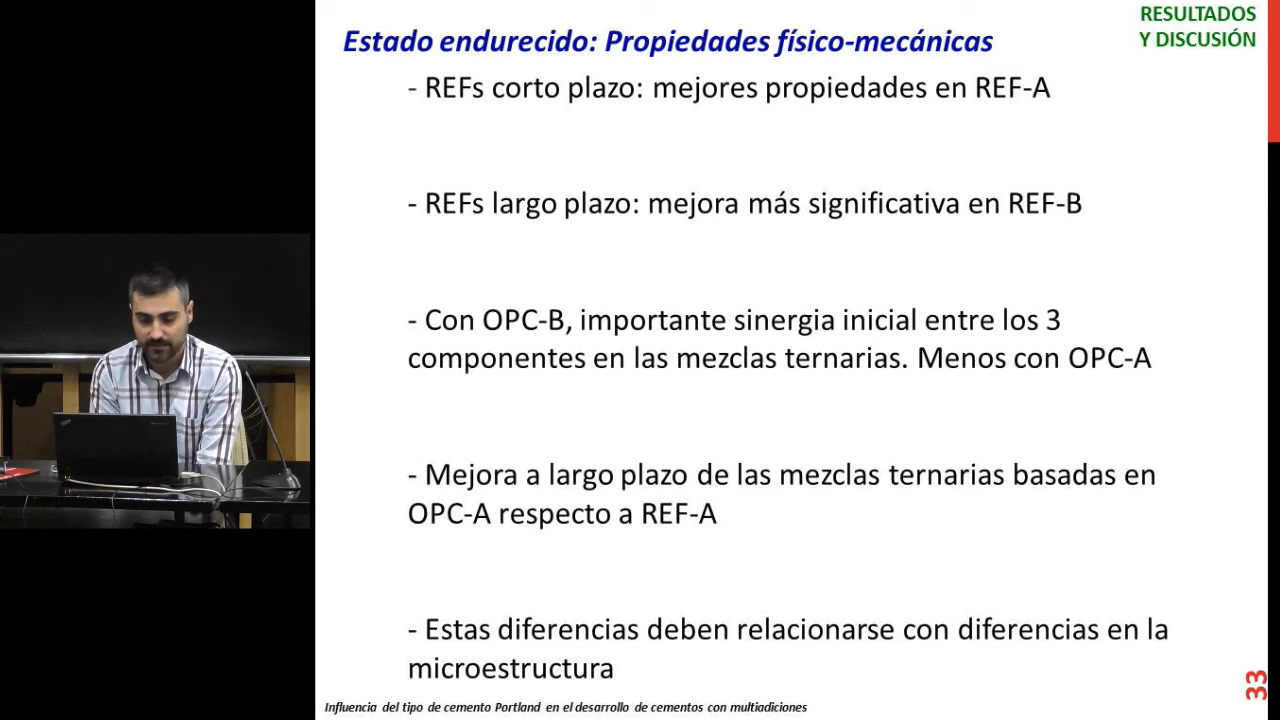 RESULTADOS
Y DISCUSIÓN
Estado endurecido: Propiedades físico-mecánicas
- REFs corto plazo: mejores propiedades en REF-A
- REFs largo plazo: mejora más significativa en REF-B
- Con OPC-B, importante sinergia inicial entre los 3
componentes en las mezclas ternarias. Menos con OPC-A
- Mejora a largo plazo de las mezclas ternarias basadas en
OPC-A respecto a REF-A
- Estas diferencias deben relacionarse con diferencias en la
microestructura
33
Influencia del tipo de cemento Portland en el desarrollo de cementos con multiadiciones